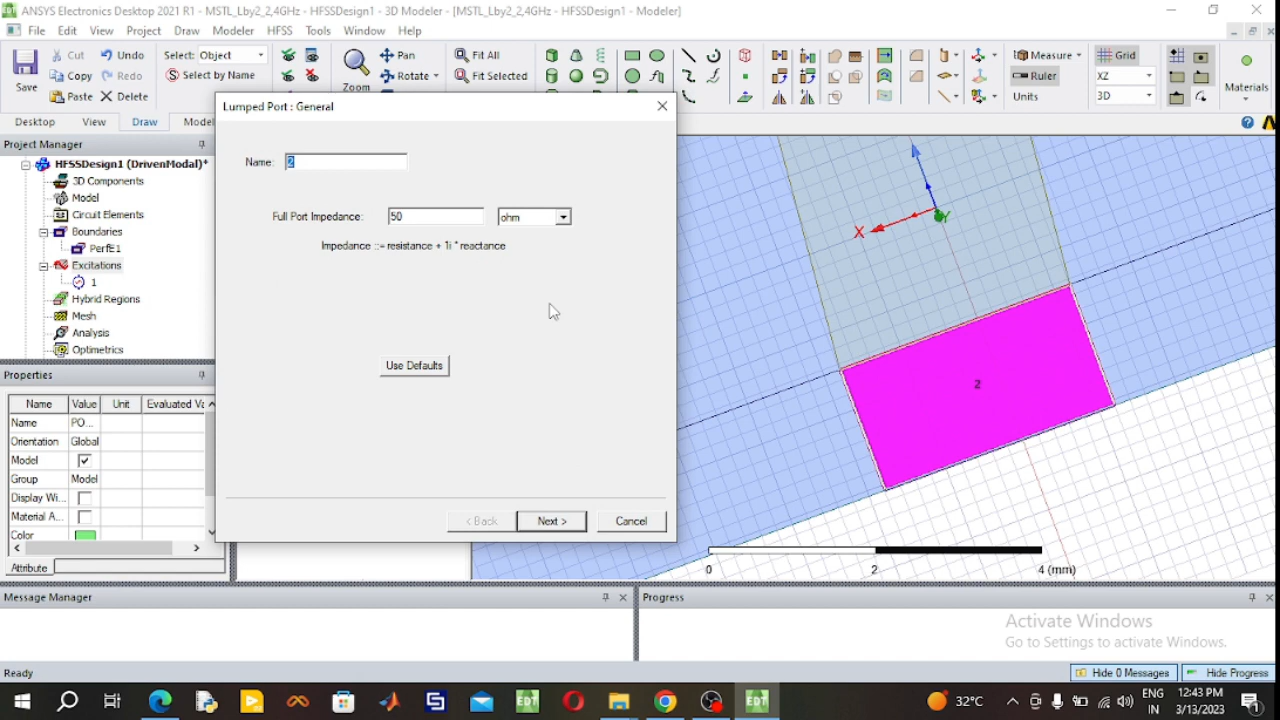 ANSYS Electronics Desktop 2021 R1 - MSTL_Lby2_2,4GHz - HFSSDesign1 - 3D Modeler - [MSTL_Lby2_2,4GHz - HFSSDesign1 - Modeler]
File Edit View Project Draw Modeler HFSS Tools Window Help
Save
Cut
Copy
Paste
Undo
Redo
Delete
Select: Object
Select by Name
Zoom
Pan
Rotate
Fit All
Fit Selected
Measure
Ruler
Units
Grid
XZ
3D
Materials
Desktop View Draw Model
Project Manager
HFSSDesign1 (DrivenModal)*
3D Components
Model
Circuit Elements
Boundaries
PerfE1
Excitations
1
Hybrid Regions
Mesh
Analysis
Optimetrics
Properties
Name Value Unit Evaluated Va
Name PO...
Orientation Global
Model
Group Model
Display Wi...
Material A...
Color
Attribute
Lumped Port : General
Name: 2
Full Port Impedance: 50 ohm
Impedance ::= resistance + 1i * reactance
Use Defaults
< Back Next > Cancel
X
Y
2
0 2 4 (mm)
Message Manager
Progress
Activate Windows
Go to Settings to activate Windows.
Ready
Hide 0 Messages
Hide Progress
EDT
EDT
32°C
ENG
IN
12:43 PM
3/13/2023
1